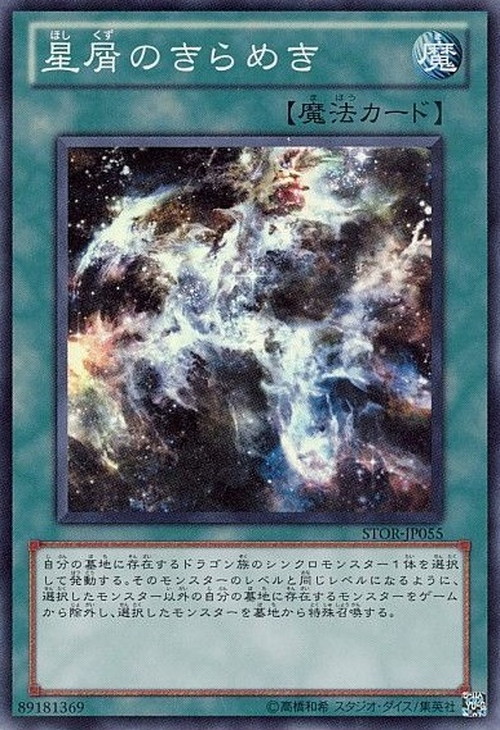 星屑のきらめき
魔
【魔法カード】
STOR-JP055
自分の墓地に存在するドラゴン族のシンクロモンスター1体を選択
して発動する。そのモンスターのレベルと同じレベルになるように、
選択したモンスター以外の自分の墓地に存在するモンスターをゲーム
から除外し、選択したモンスターを墓地から特殊召喚する。
89181369
©高橋和希 スタジオ・ダイス/集英社